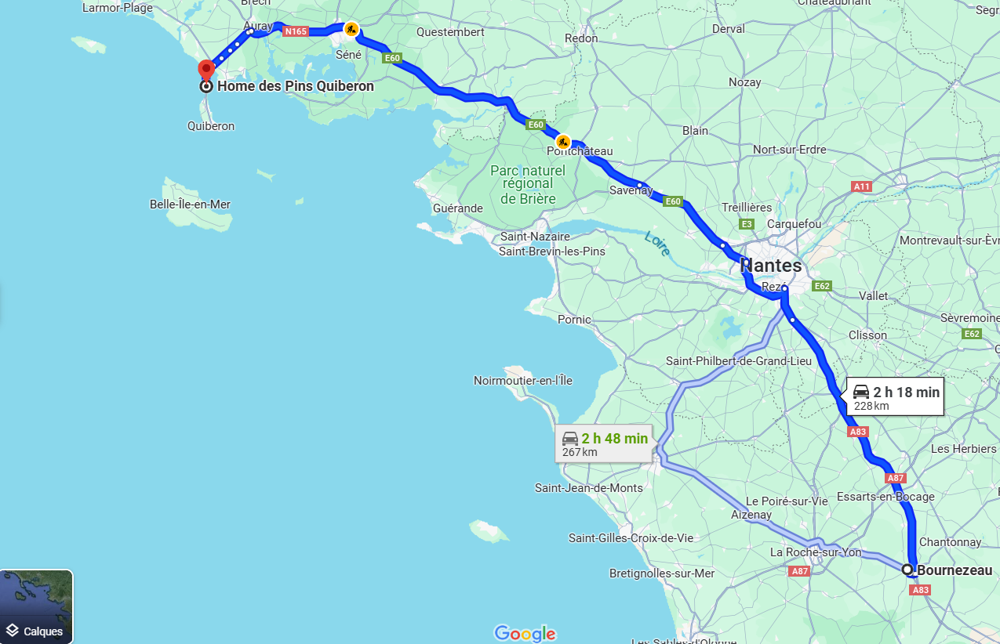 Larmor-Plage
Brech
Châteaubriant
Segr
Auray
N165
Questembert
Redon
Derval
Séné
E60
Home des Pins Quiberon
Nozay
Quiberon
E60
Blain
Pontchâteau
Nort-sur-Erdre
Parc naturel
régional
de Brière
Savenay
A11
E60
Belle-Île-en-Mer
Guérande
Treillières
E3
Carquefou
Saint-Nazaire
Loire
Montrevault-sur-Èvr
Saint-Brevin-les-Pins
Nantes
Rezé
E62
Vallet
Pornic
Sèvremoine
Clisson
E62
Saint-Philbert-de-Grand-Lieu
Noirmoutier-en-l'Île
2 h 18 min
228 km
2 h 48 min
267 km
A83
Les Herbiers
A87
Saint-Jean-de-Monts
Essarts-en-Bocage
Le Poiré-sur-Vie
Aizenay
Saint-Gilles-Croix-de-Vie
Chantonnay
La Roche-sur-Yon
A87
Bretignolles-sur-Mer
Bournezeau
A83
Calques
Google
Les Sables-d'Olonne